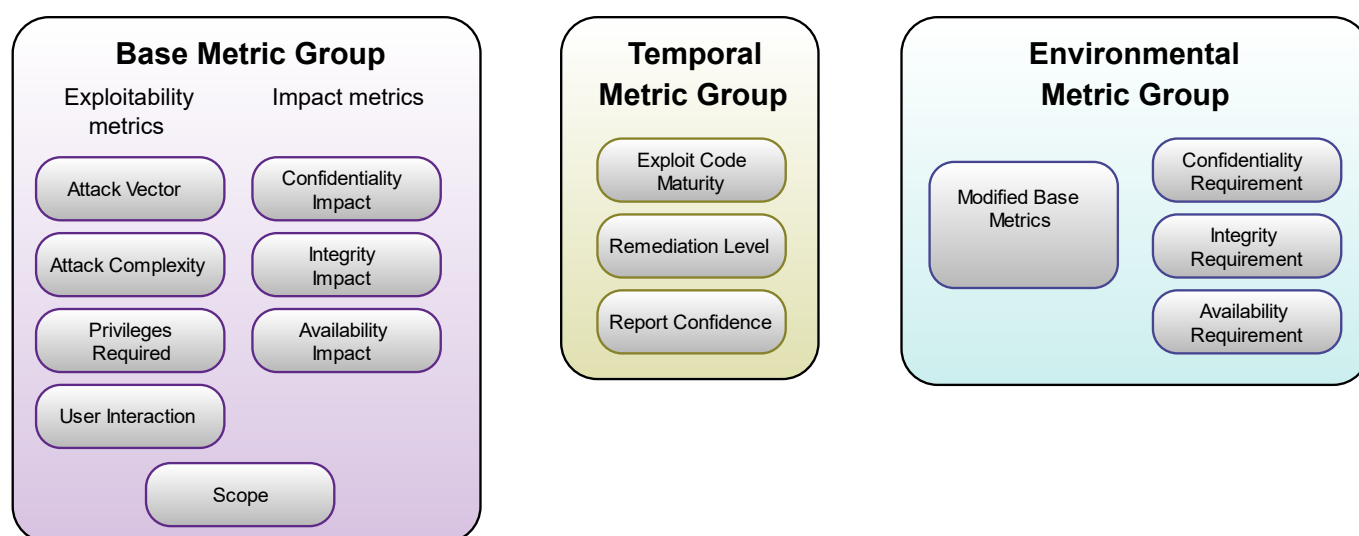 Base Metric Group
Exploitability
metrics
Impact metrics
Attack Vector
Attack Complexity
Privileges
Required
User Interaction
Confidentiality
Impact
Integrity
Impact
Availability
Impact
Scope
Temporal
Metric Group
Exploit Code
Maturity
Remediation Level
Report Confidence
Environmental
Metric Group
Modified Base
Metrics
Confidentiality
Requirement
Integrity
Requirement
Availability
Requirement